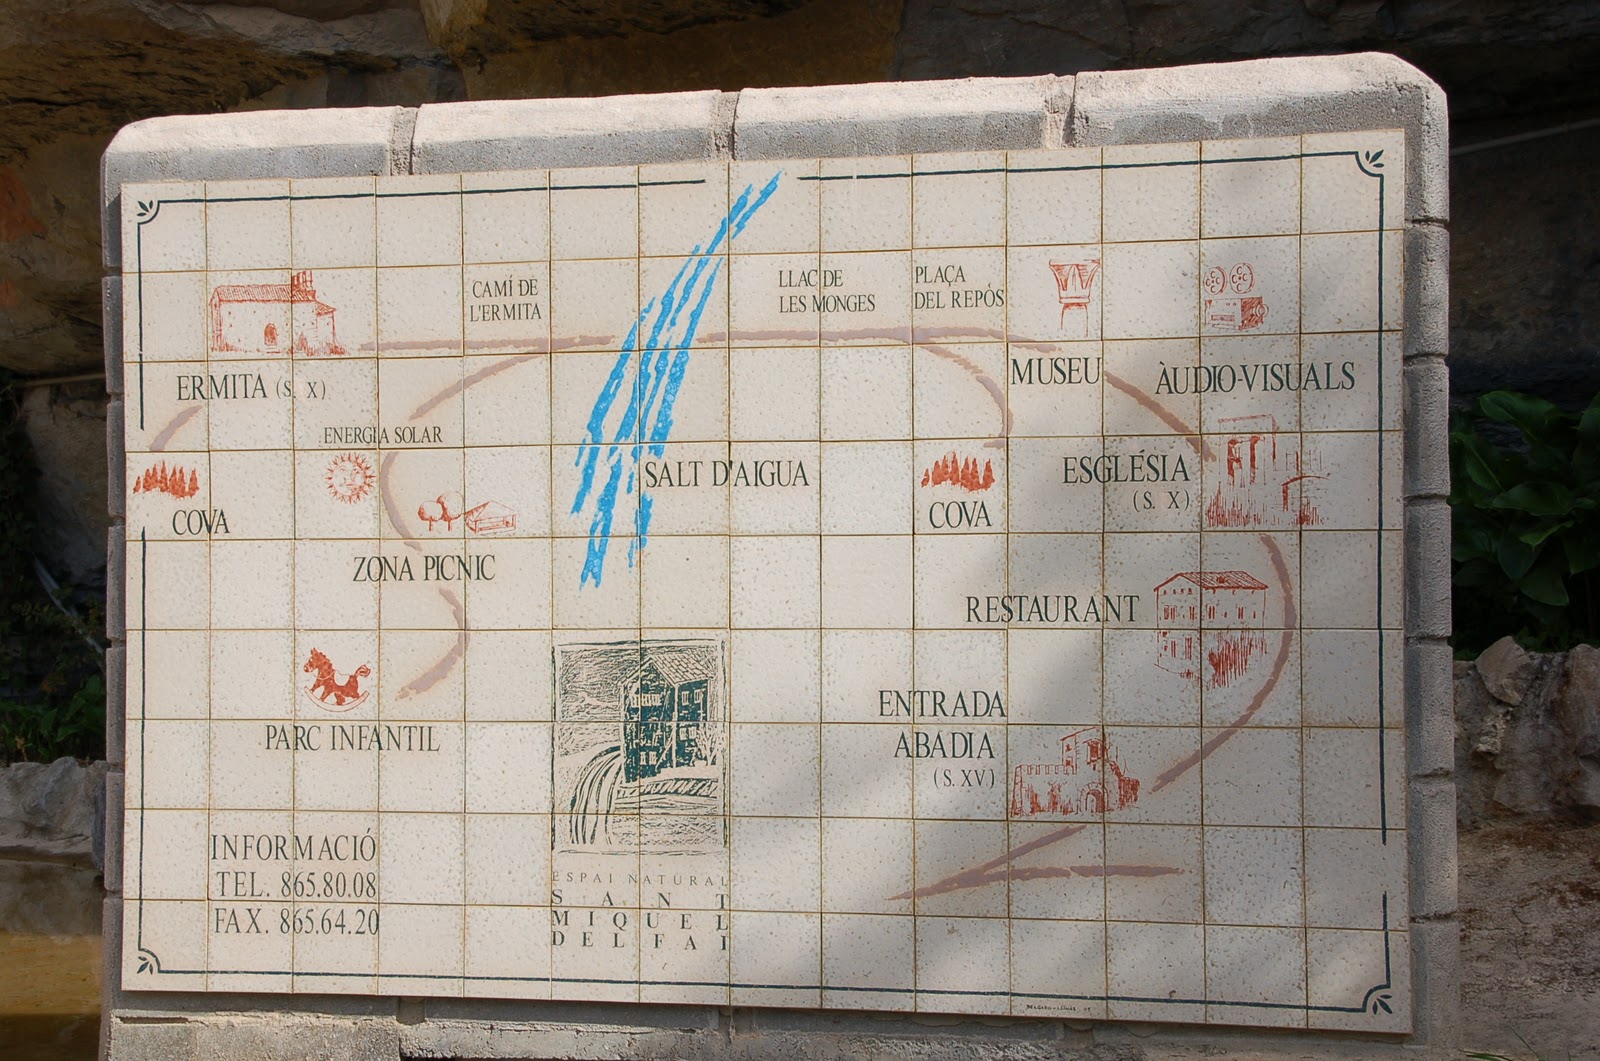 CAMÍ DE
L'ERMITA
LLAC DE
LES MONGES
PLAÇA
DEL REPÒS
MUSEU
ÀUDIO-VISUALS
ERMITA (S. X)
ENERGIA SOLAR
SALT D'AIGUA
ESGLÉSIA
(S. X)
COVA
COVA
ZONA PICNIC
RESTAURANT
PARC INFANTIL
ENTRADA
ABADIA
(S. XV)
INFORMACIÓ
TEL. 865.80.08
FAX. 865.64.20
ESPAI NATURAL
SANT
MIQUEL
DEL FAI